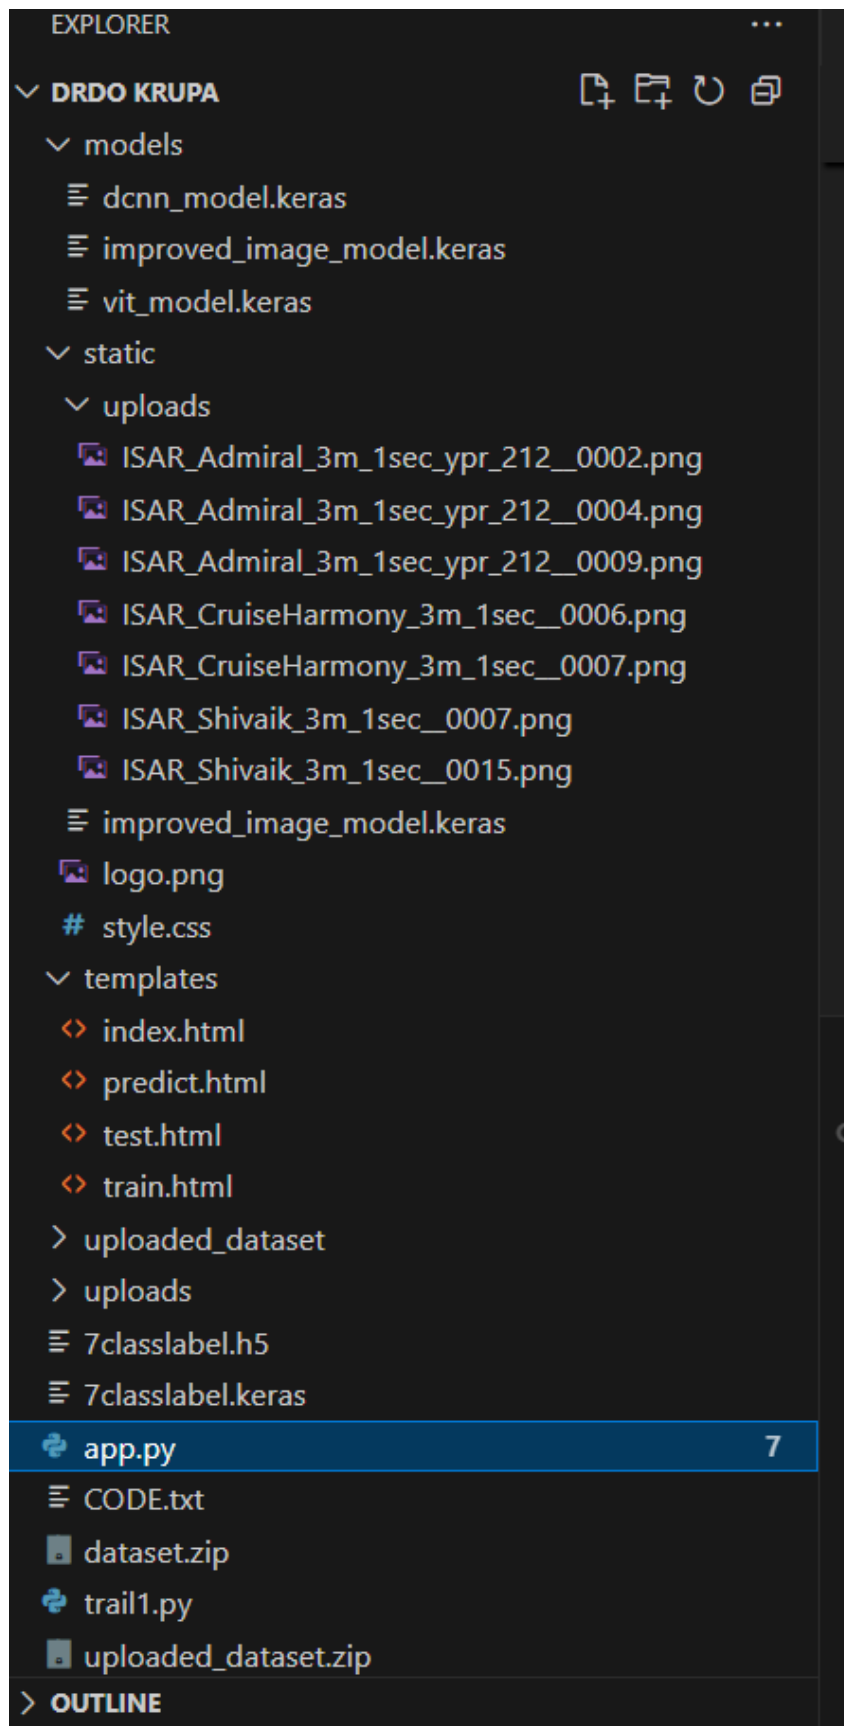 EXPLORER
DRDO KRUPA
models
dcnn_model.keras
improved_image_model.keras
vit_model.keras
static
uploads
ISAR_Admiral_3m_1sec_ypr_212__0002.png
ISAR_Admiral_3m_1sec_ypr_212__0004.png
ISAR_Admiral_3m_1sec_ypr_212__0009.png
ISAR_CruiseHarmony_3m_1sec__0006.png
ISAR_CruiseHarmony_3m_1sec__0007.png
ISAR_Shivaik_3m_1sec__0007.png
ISAR_Shivaik_3m_1sec__0015.png
improved_image_model.keras
logo.png
# style.css
templates
<> index.html
<> predict.html
<> test.html
<> train.html
uploaded_dataset
uploads
7classlabel.h5
7classlabel.keras
app.py 7
CODE.txt
dataset.zip
trail1.py
uploaded_dataset.zip
OUTLINE